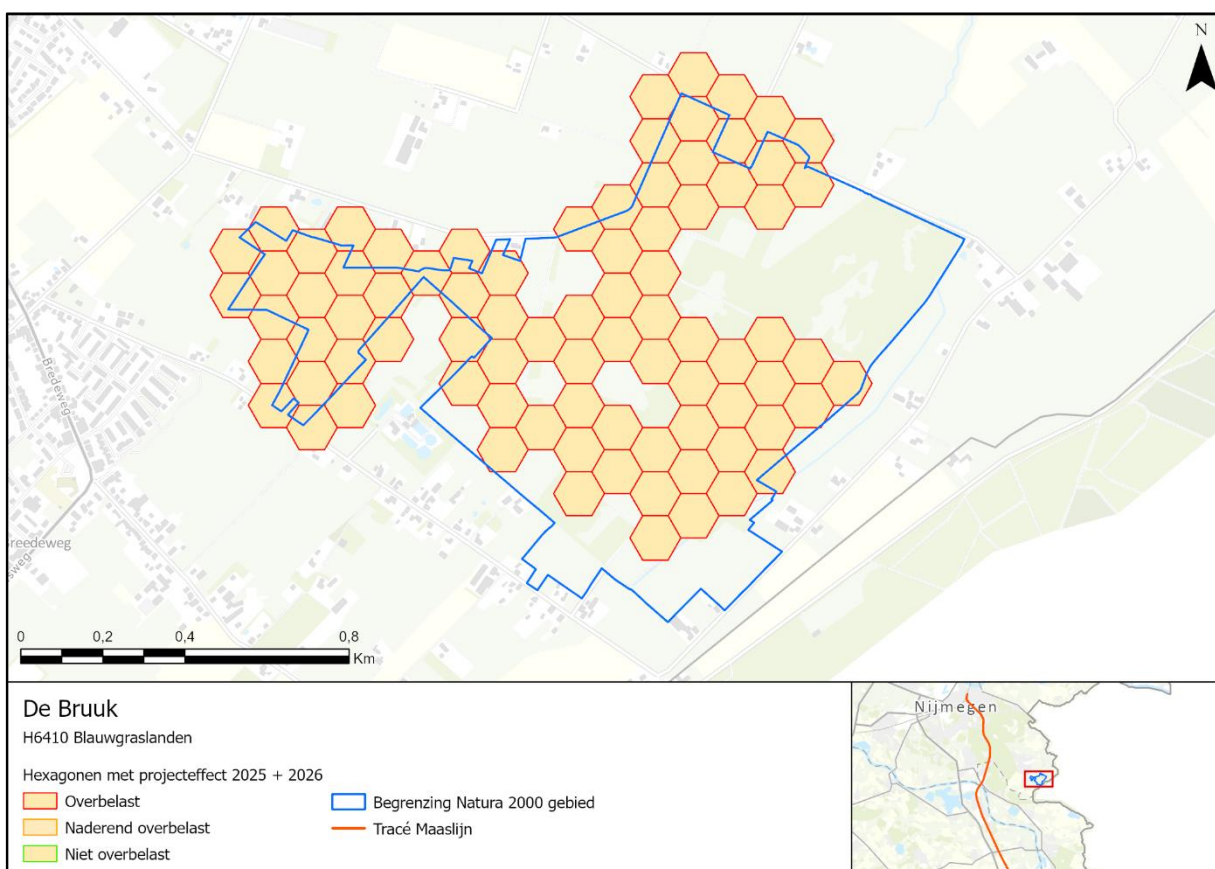 N
Bredeweg
Breedeweg
0 0,2 0,4 0,8
Km
De Bruuk
H6410 Blauwgraslanden
Hexagonen met projecteffect 2025 + 2026
Overbelast
Naderend overbelast
Niet overbelast
Begrenzing Natura 2000 gebied
Tracé Maaslijn
Nijmegen